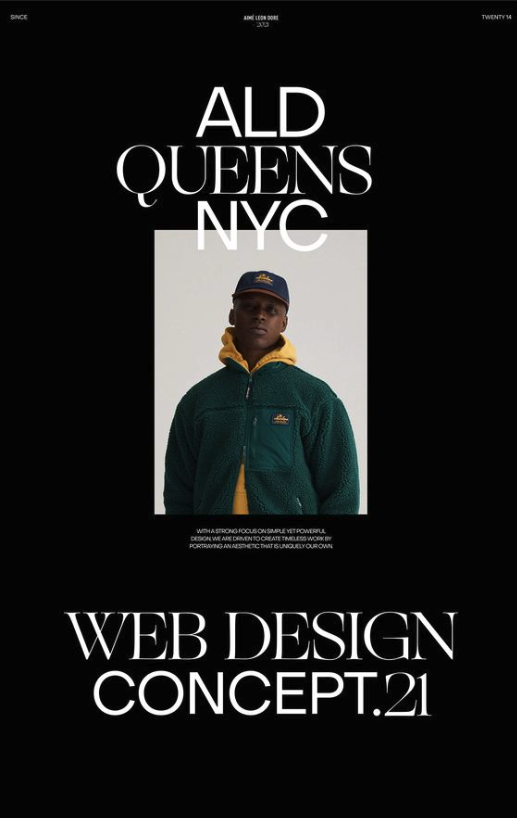 SINCE
AIMÉ LEON DORE
TWENTY 14
ALD
QUEENS
NYC
WITH A STRONG FOCUS ON SIMPLE YET POWERFUL
DESIGN, WE ARE DRIVEN TO CREATE TIMELESS WORK BY
PORTRAYING AN AESTHETIC THAT IS UNIQUELY OUR OWN.
WEB DESIGN
CONCEPT.21